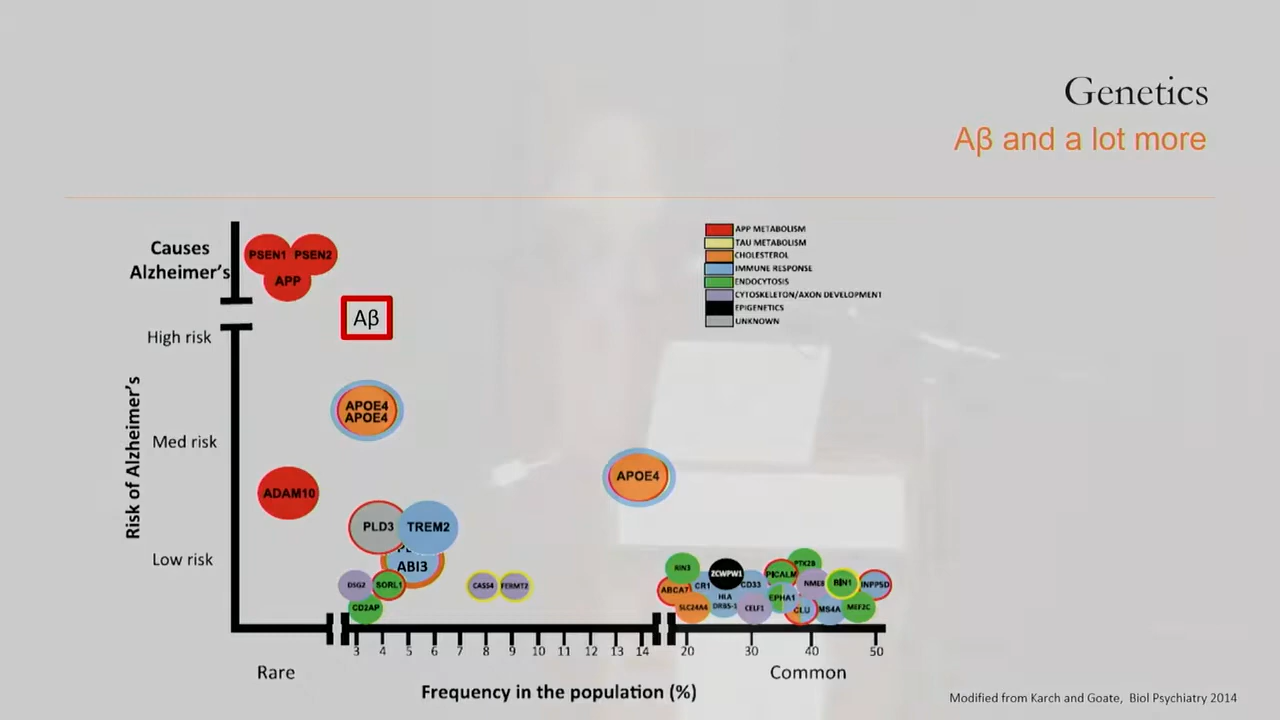 Genetics
Aβ and a lot more
Causes
Alzheimer's
High risk
Med risk
Low risk
Risk of Alzheimer's
PSEN1
PSEN2
APP
Aβ
APOE4
APOE4
APOE4
ADAM10
PLD3
TREM2
ABI3
DSG2
SORL1
CD2AP
CASS4
FERMT2
RIN3
ZCWPW1
PICALM
PTK2B
ABCA7
CR1
CD33
NME8
BIN1
INPP5D
HLA
DRB5-1
EPHA1
SLC24A4
CELF1
CLU
MS4A
MEF2C
APP METABOLISM
TAU METABOLISM
CHOLESTEROL
IMMUNE RESPONSE
ENDOCYTOSIS
CYTOSKELETON/AXON DEVELOPMENT
EPIGENETICS
UNKNOWN
3 4 5 6 7 8 9 10 11 12 13 14 20 30 40 50
Rare
Common
Frequency in the population (%)
Modified from Karch and Goate, Biol Psychiatry 2014